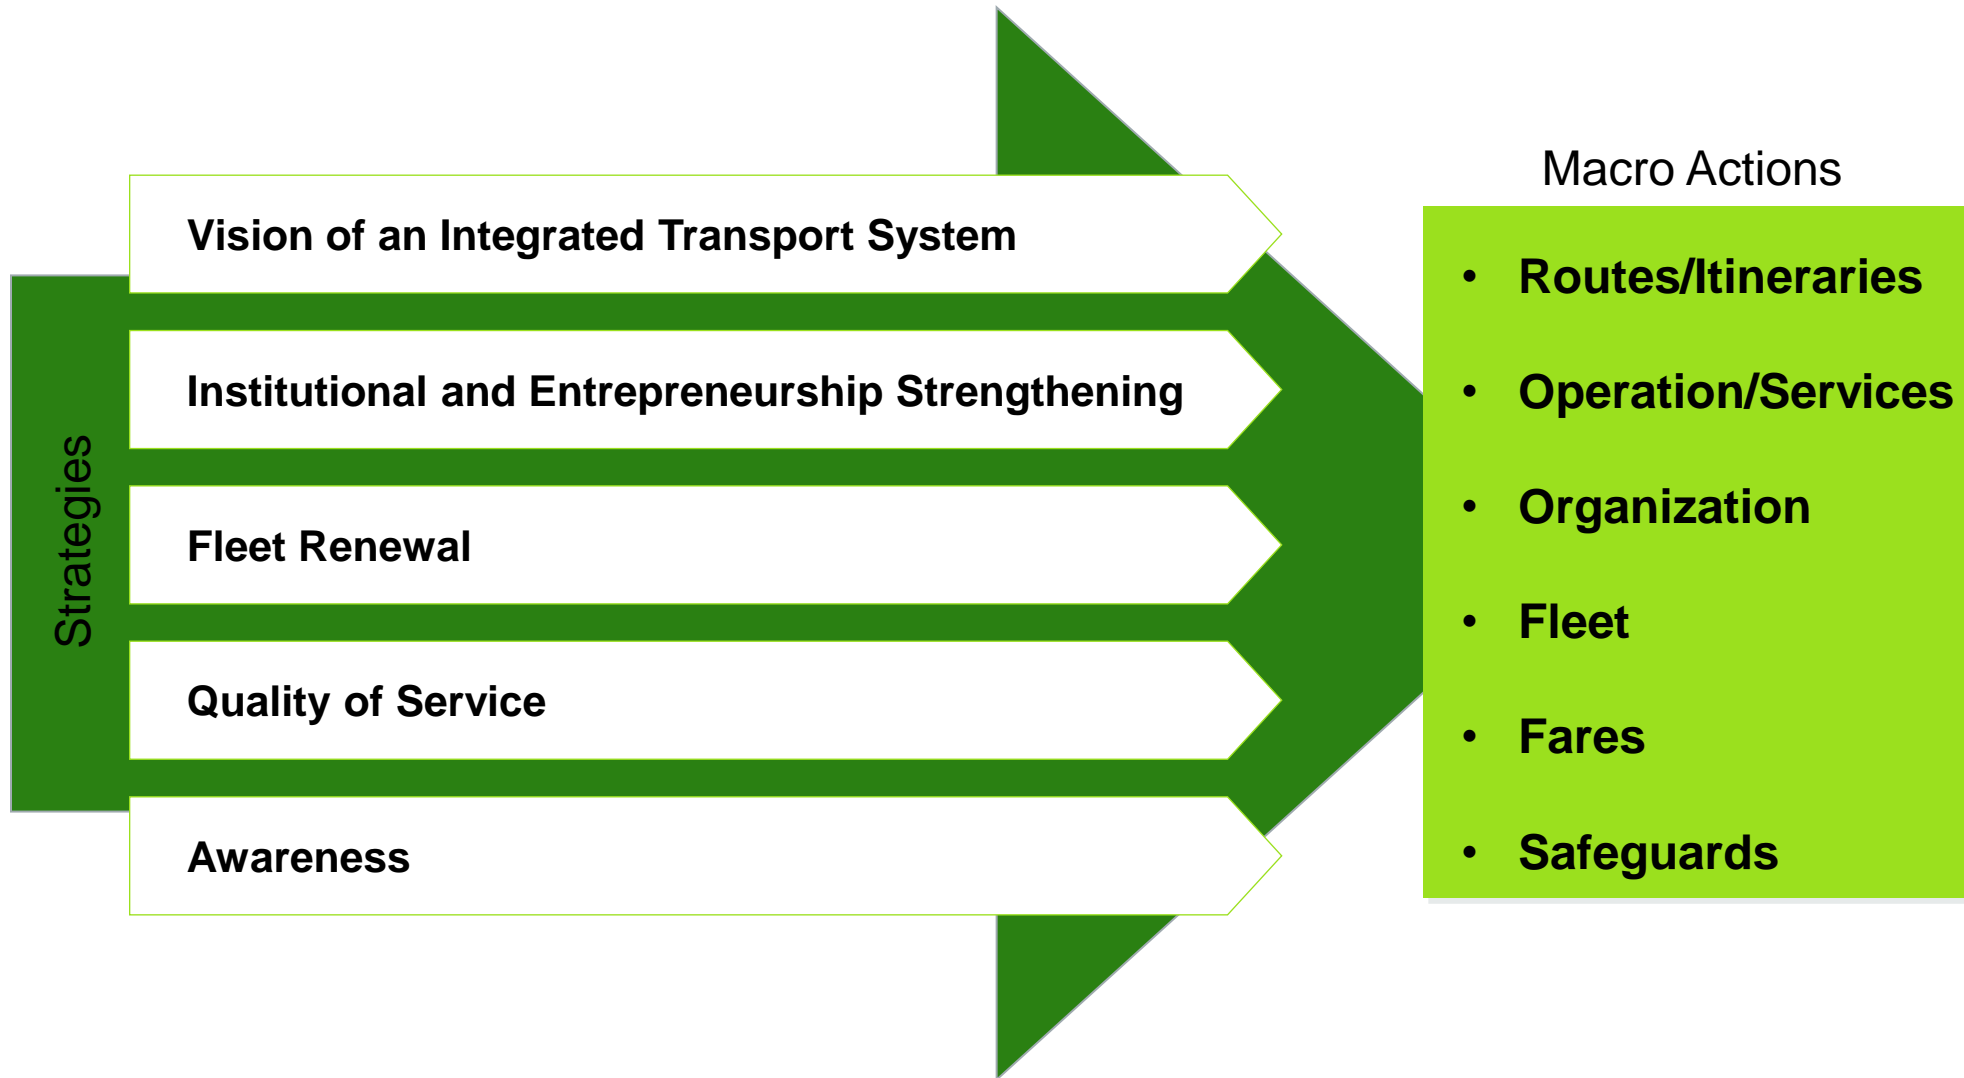 Strategies
Vision of an Integrated Transport System
Institutional and Entrepreneurship Strengthening
Fleet Renewal
Quality of Service
Awareness
Macro Actions
• Routes/Itineraries
• Operation/Services
• Organization
• Fleet
• Fares
• Safeguards